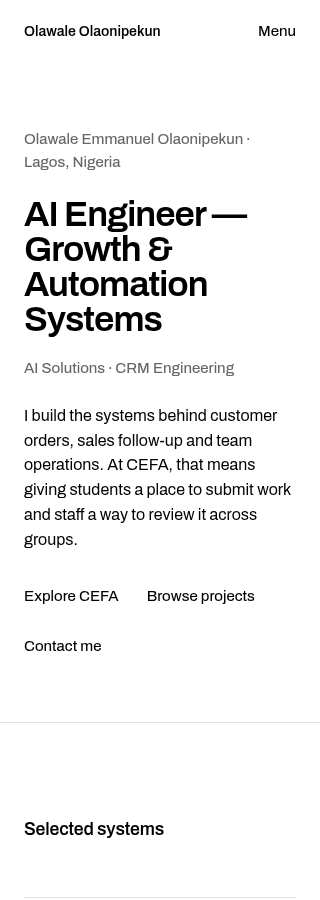 Olawale Olaonipekun
Menu
Olawale Emmanuel Olaonipekun ·
Lagos, Nigeria
AI Engineer —
Growth &
Automation
Systems
AI Solutions · CRM Engineering
I build the systems behind customer
orders, sales follow-up and team
operations. At CEFA, that means
giving students a place to submit work
and staff a way to review it across
groups.
Explore CEFA Browse projects
Contact me
Selected systems